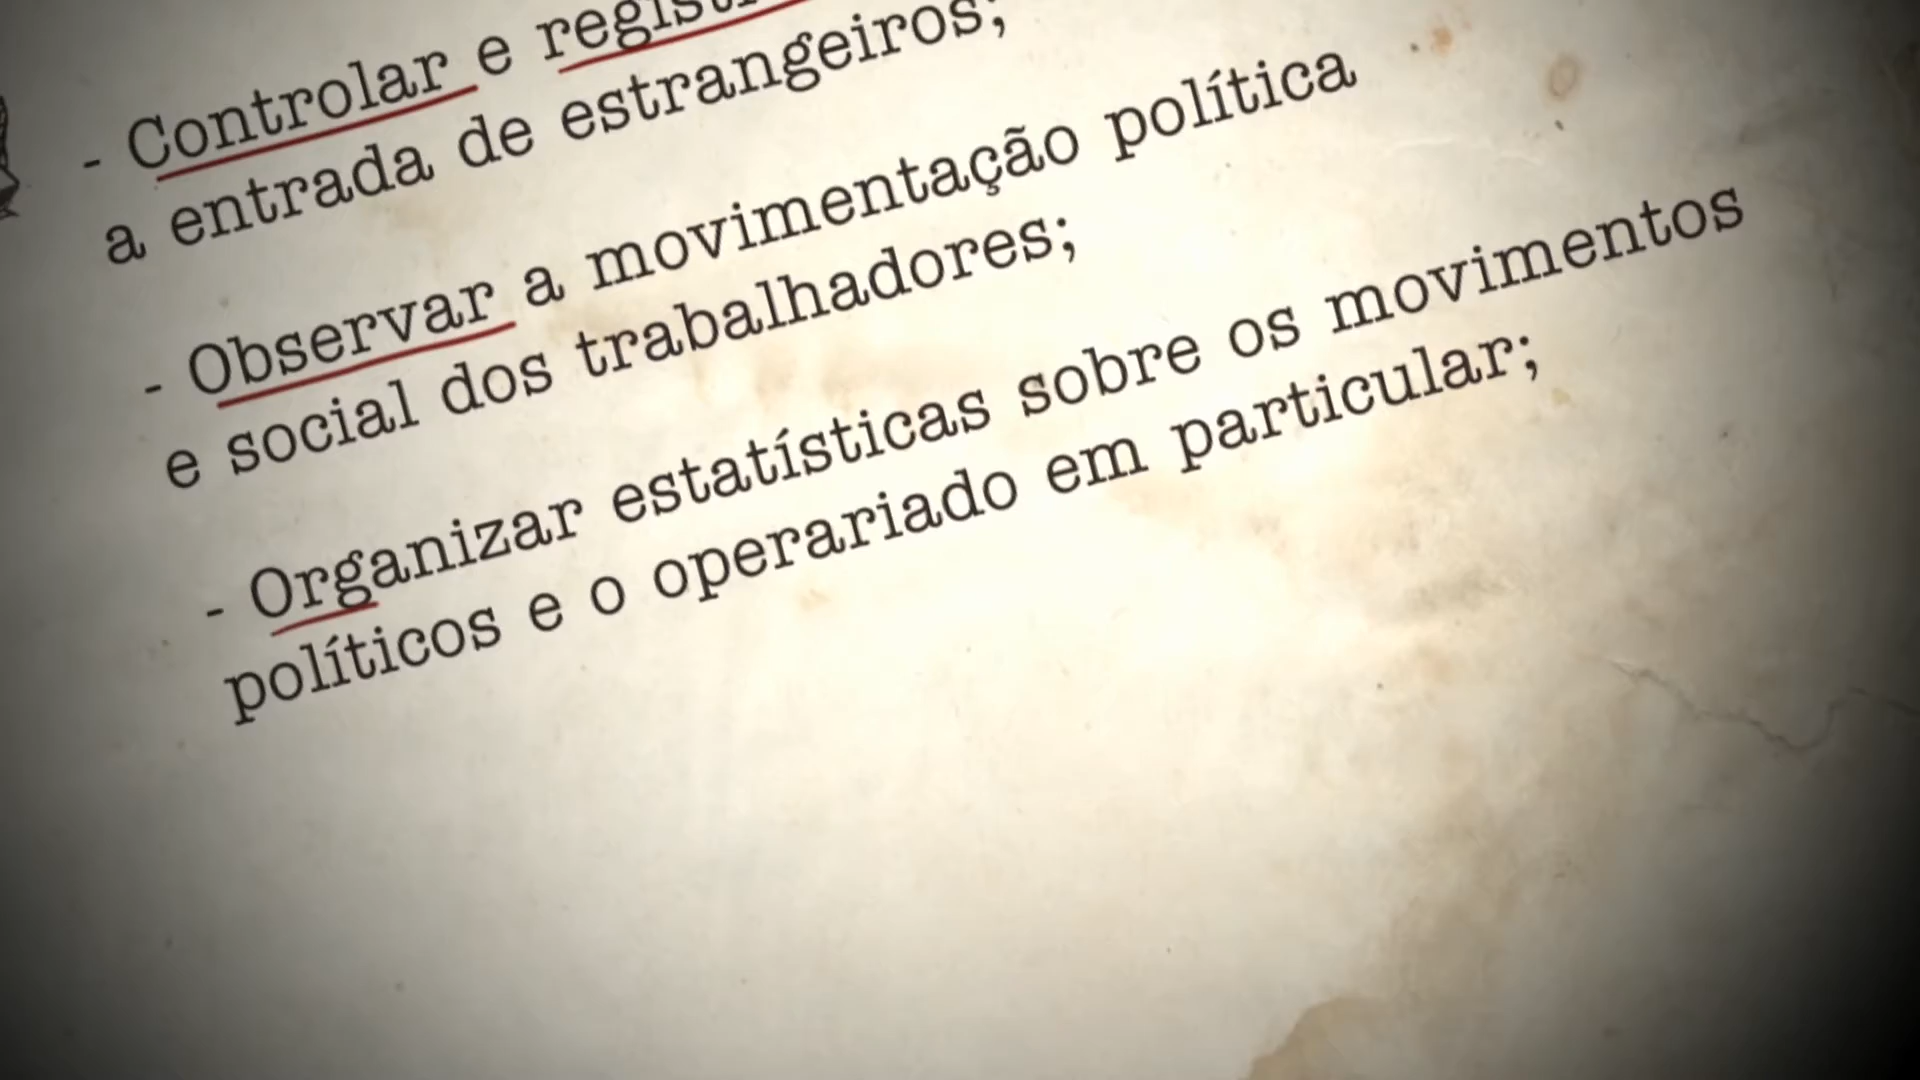 - Controlar e
a entrada de estrangeiros;
- Observar a movimentação política
e social dos trabalhadores;
- Organizar estatísticas sobre os movimentos
políticos e o operariado em particular;